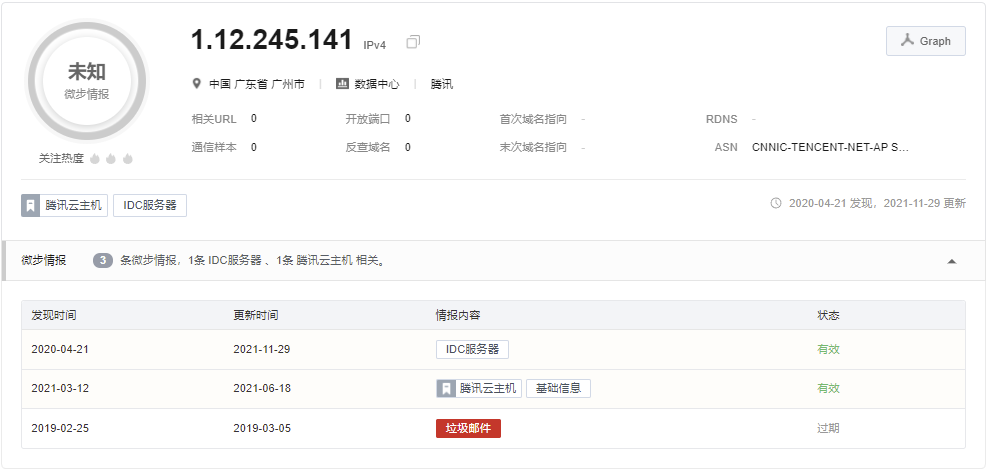 未知
微步情报
关注热度
1.12.245.141 IPv4
Graph
中国 广东省 广州市 数据中心 腾讯
相关URL 0 开放端口 0 首次域名指向 - RDNS -
通信样本 0 反查域名 0 末次域名指向 - ASN CNNIC-TENCENT-NET-AP S...
腾讯云主机 IDC服务器 2020-04-21 发现，2021-11-29 更新
微步情报 3 条微步情报，1条 IDC服务器 、1条 腾讯云主机 相关。
发现时间 更新时间 情报内容 状态
2020-04-21 2021-11-29 IDC服务器 有效
2021-03-12 2021-06-18 腾讯云主机 基础信息 有效
2019-02-25 2019-03-05 垃圾邮件 过期